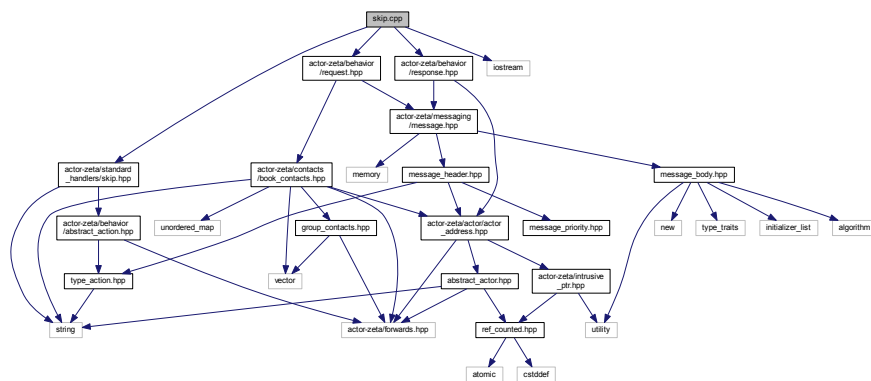 skip.cpp
actor-zeta/behavior
/request.hpp
actor-zeta/behavior
/response.hpp
iostream
actor-zeta/messaging
/message.hpp
actor-zeta/standard
_handlers/skip.hpp
actor-zeta/contacts
/book_contacts.hpp
memory
message_header.hpp
message_body.hpp
actor-zeta/behavior
/abstract_action.hpp
unordered_map
group_contacts.hpp
actor-zeta/actor/actor
_address.hpp
message_priority.hpp
new
type_traits
initializer_list
algorithm
type_action.hpp
vector
abstract_actor.hpp
actor-zeta/intrusive
_ptr.hpp
string
actor-zeta/forwards.hpp
ref_counted.hpp
utility
atomic
cstddef